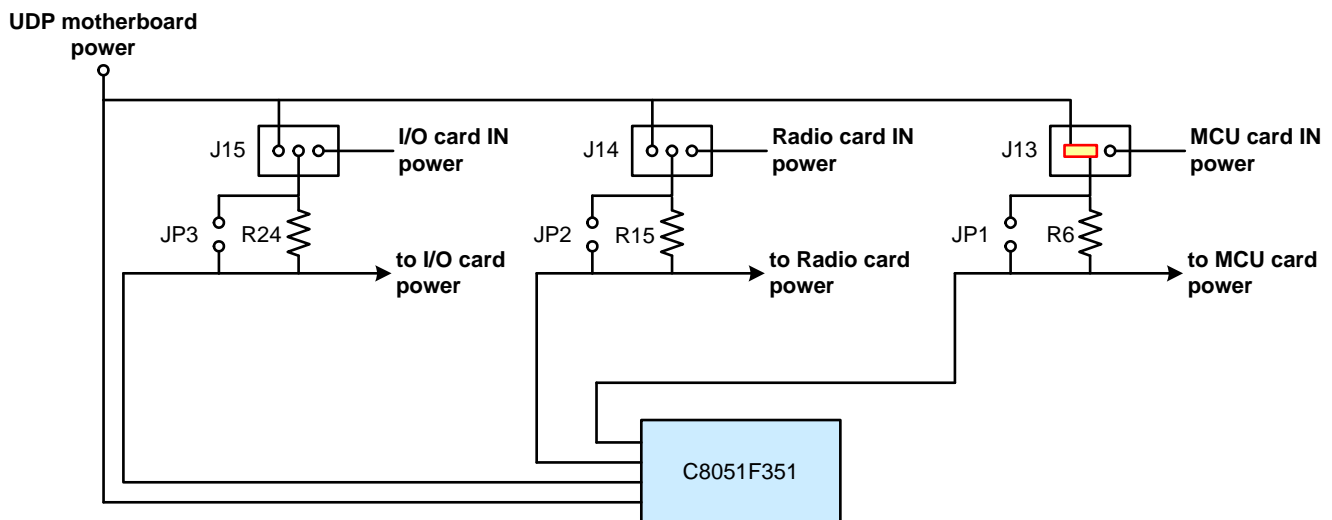 UDP motherboard
power
J15
I/O card IN
power
J14
Radio card IN
power
J13
MCU card IN
power
JP3
R24
JP2
R15
JP1
R6
to I/O card
power
to Radio card
power
to MCU card
power
C8051F351